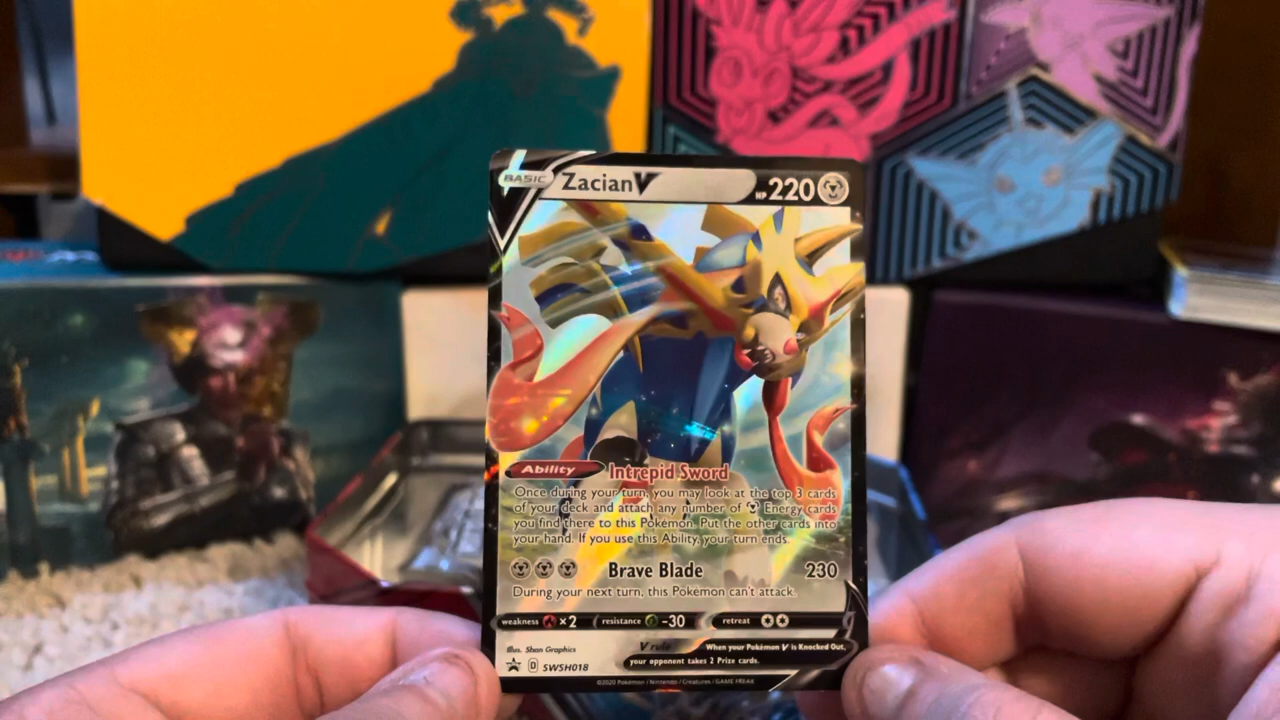 BASIC Zacian V HP 220
Ability Intrepid Sword
Once during your turn, you may look at the top 3 cards
of your deck and attach any number of Energy cards
you find there to this Pokémon. Put the other cards into
your hand. If you use this Ability, your turn ends.
Brave Blade 230
During your next turn, this Pokémon can't attack.
weakness ×2 resistance -30 retreat
V rule When your Pokémon V is Knocked Out,
your opponent takes 2 Prize cards.
Illus. Shan Graphics
D SWSH018
©2020 Pokémon / Nintendo / Creatures / GAME FREAK